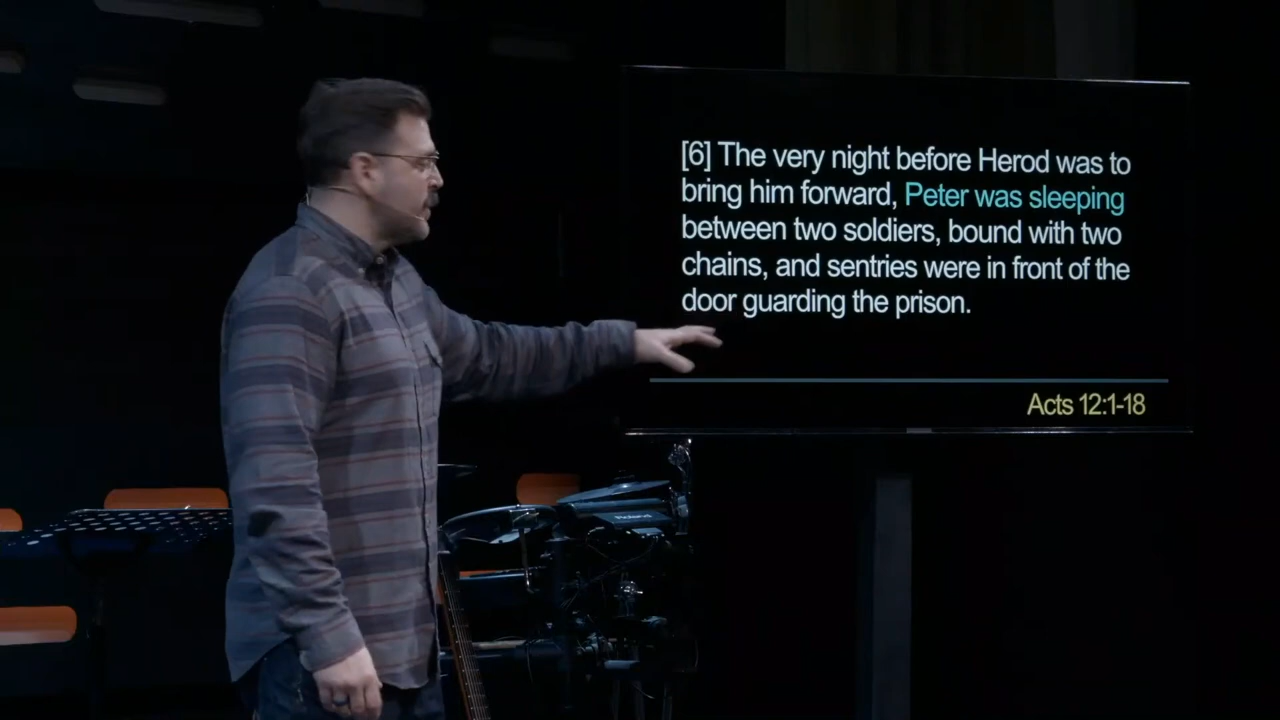 [6] The very night before Herod was to
bring him forward, Peter was sleeping
between two soldiers, bound with two
chains, and sentries were in front of the
door guarding the prison.
Acts 12:1-18
Roland